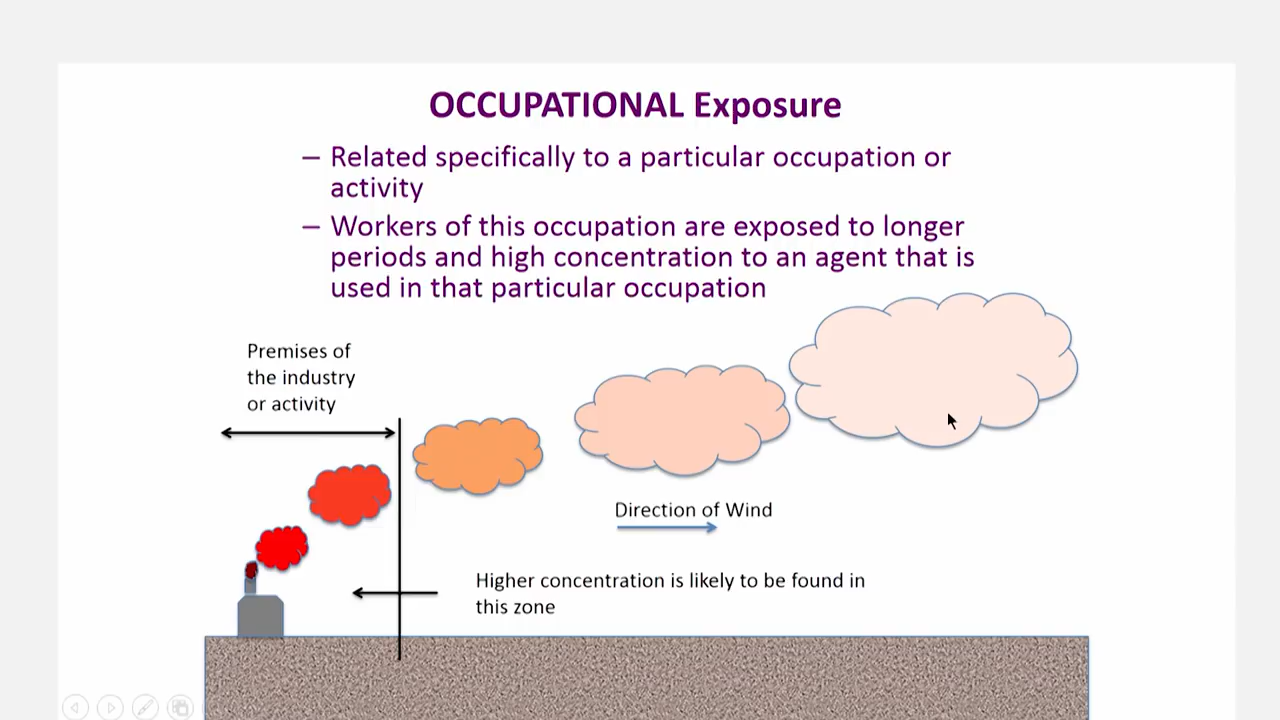 OCCUPATIONAL Exposure
– Related specifically to a particular occupation or
activity
– Workers of this occupation are exposed to longer
periods and high concentration to an agent that is
used in that particular occupation
Premises of
the industry
or activity
Direction of Wind
Higher concentration is likely to be found in
this zone